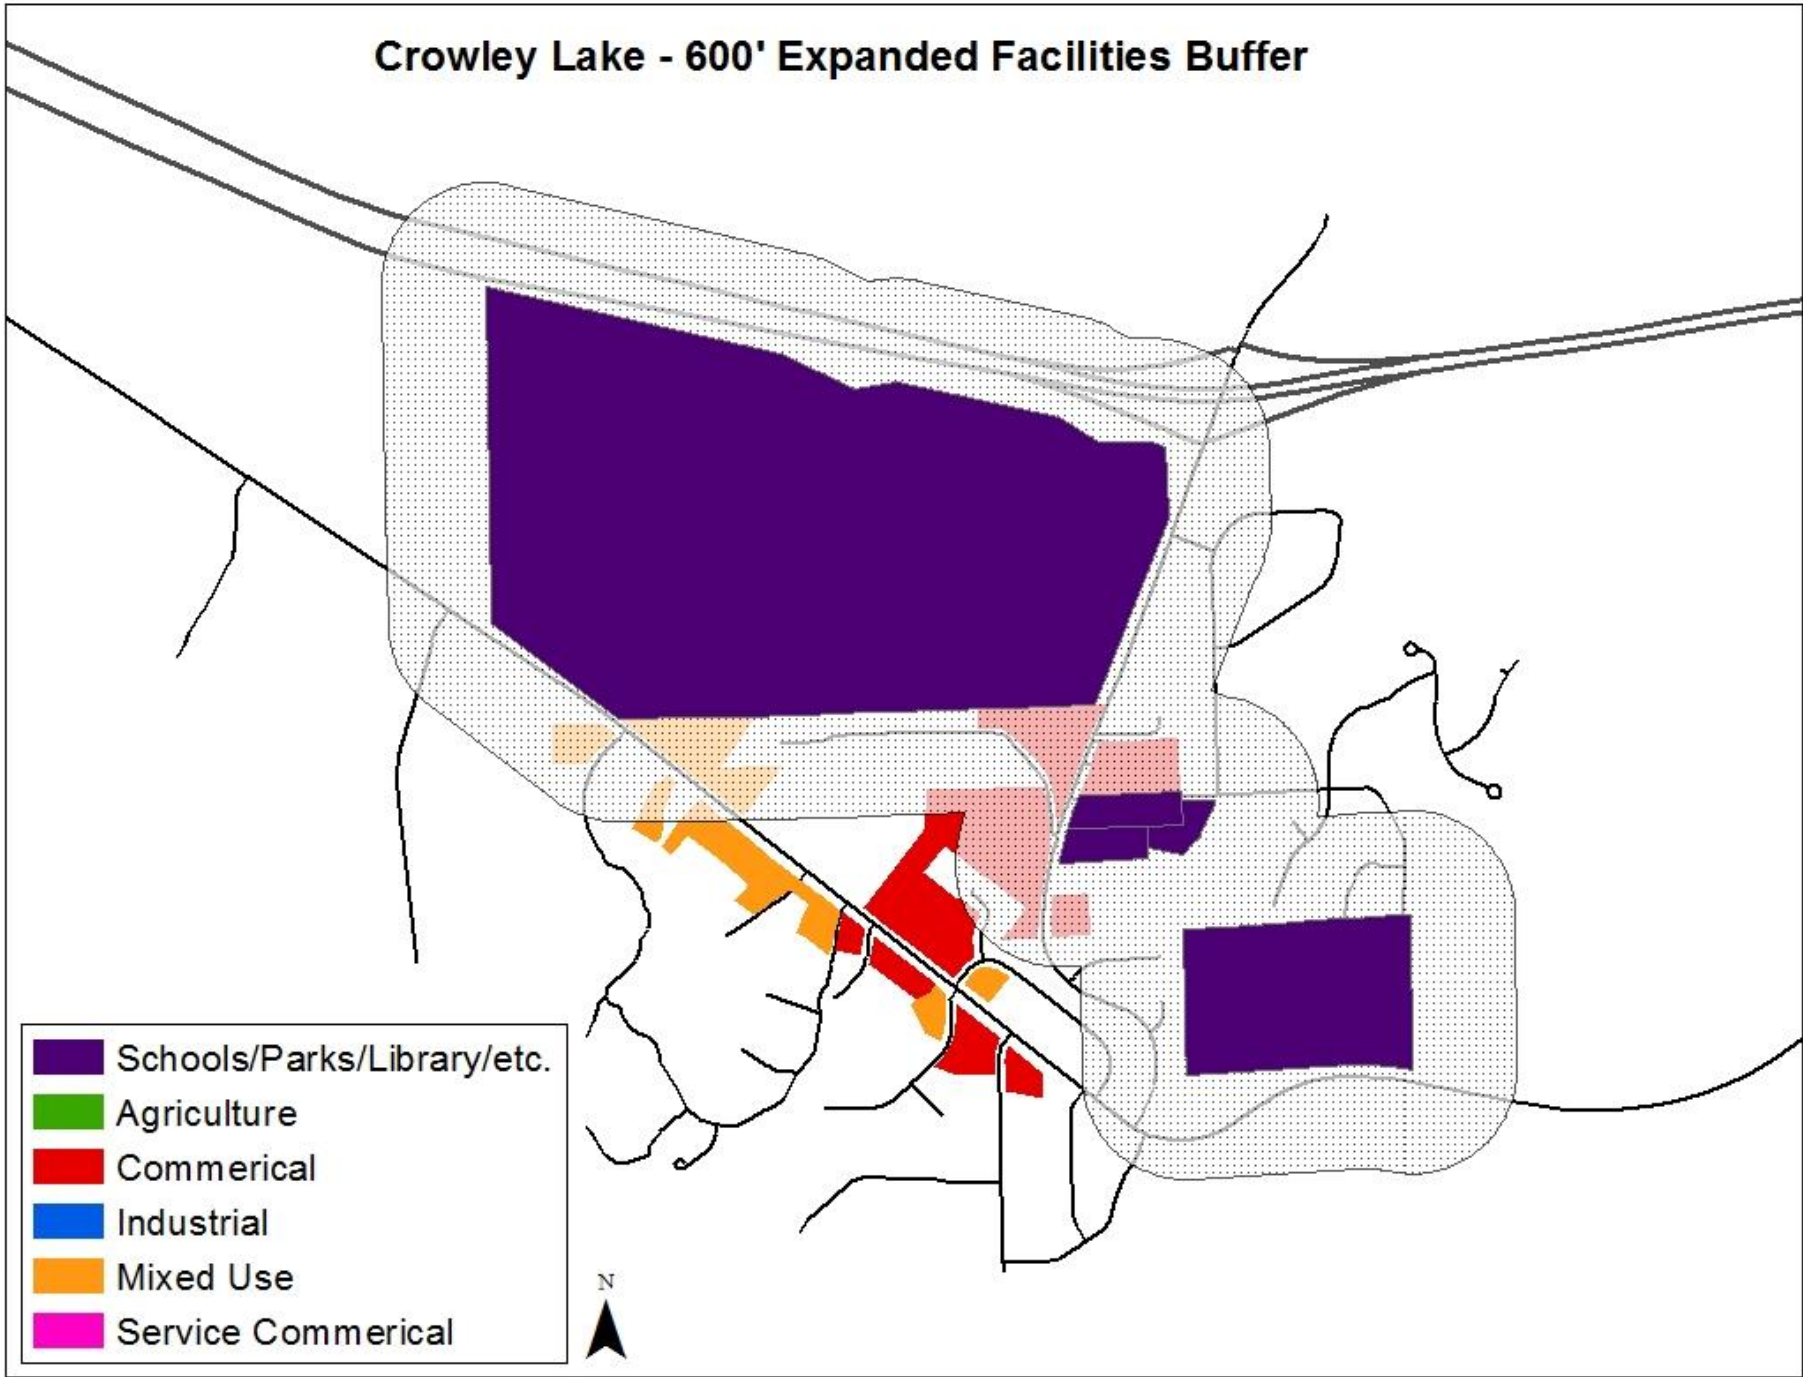 Crowley Lake - 600' Expanded Facilities Buffer
Schools/Parks/Library/etc.
Agriculture
Commerical
Industrial
Mixed Use
Service Commerical
N